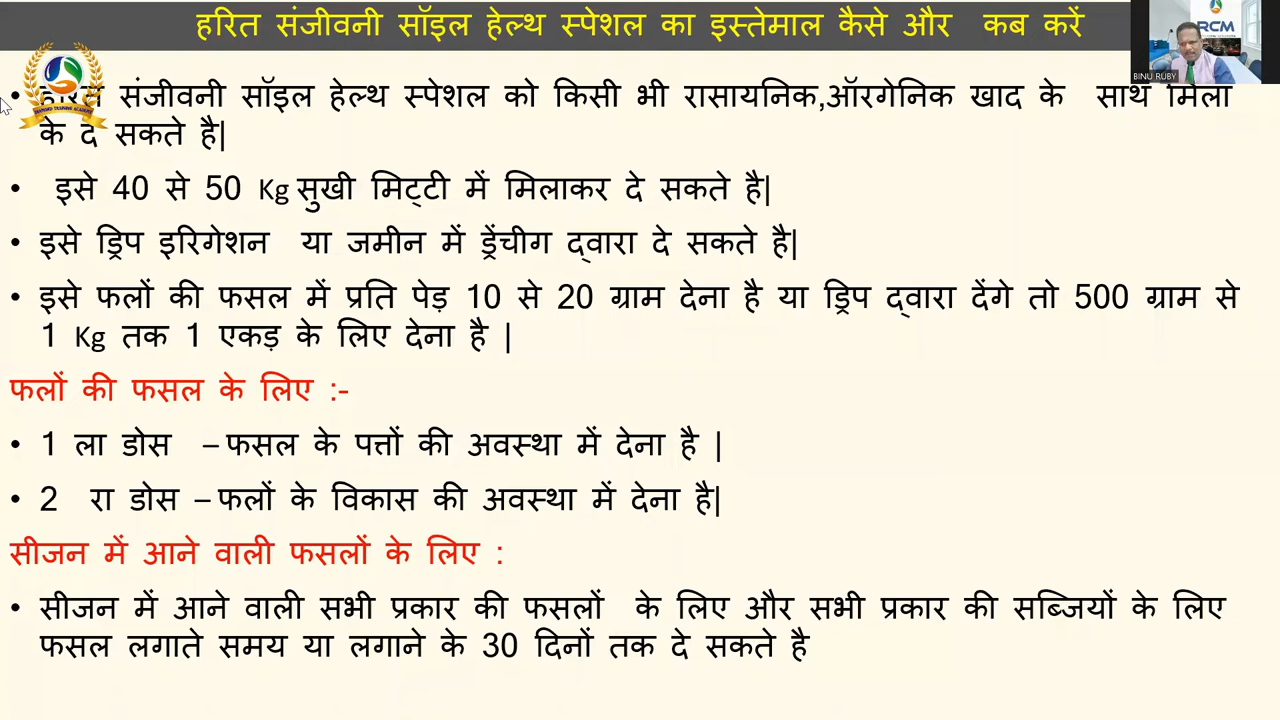 हरित संजीवनी सॉइल हेल्थ स्पेशल का इस्तेमाल कैसे और कब करें
RCM
BINU RUBY
• संजीवनी सॉइल हेल्थ स्पेशल को किसी भी रासायनिक,ऑरगेनिक खाद के साथ मिला
के दे सकते है|
• इसे 40 से 50 Kg सुखी मिट्टी में मिलाकर दे सकते है|
• इसे ड्रिप इरिगेशन या जमीन में ड्रेंचीग द्वारा दे सकते है|
• इसे फलों की फसल में प्रति पेड़ 10 से 20 ग्राम देना है या ड्रिप द्वारा देंगे तो 500 ग्राम से
1 Kg तक 1 एकड़ के लिए देना है |
फलों की फसल के लिए :-
• 1 ला डोस – फसल के पत्तों की अवस्था में देना है |
• 2 रा डोस – फलों के विकास की अवस्था में देना है|
सीजन में आने वाली फसलों के लिए :
• सीजन में आने वाली सभी प्रकार की फसलों के लिए और सभी प्रकार की सब्जियों के लिए
फसल लगाते समय या लगाने के 30 दिनों तक दे सकते है